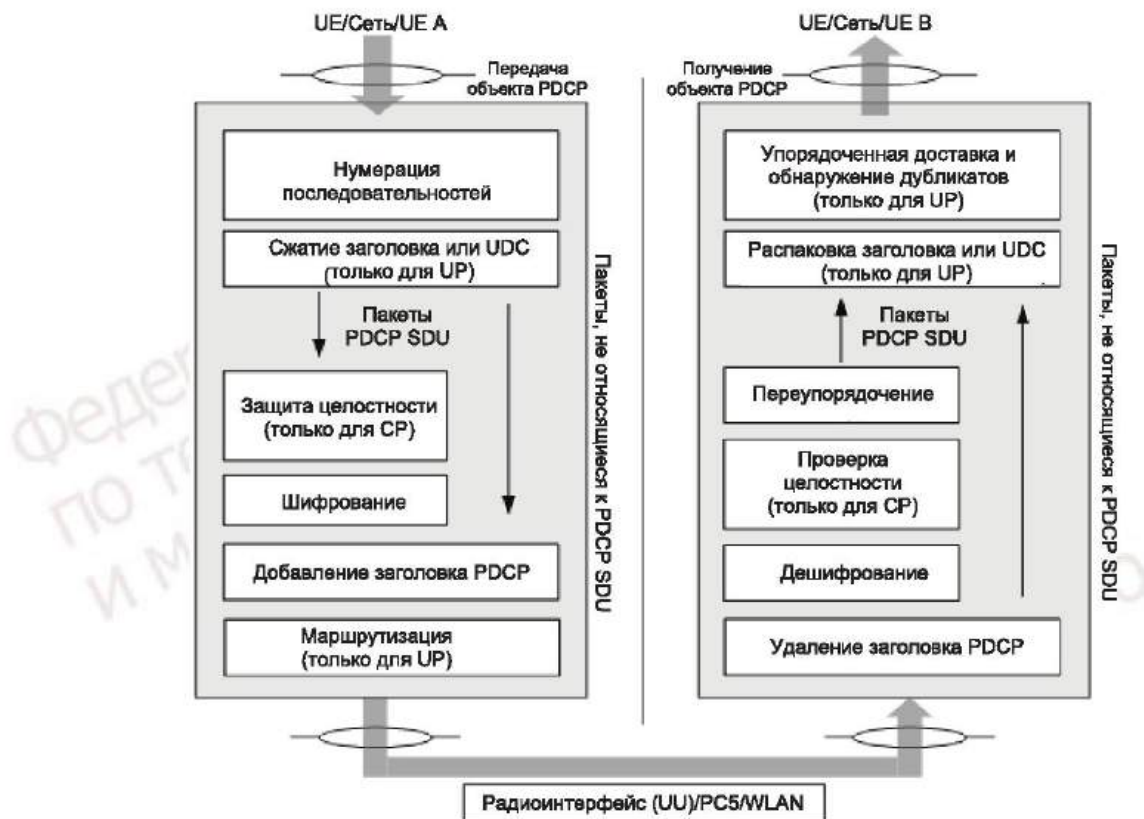 UE/Сеть/UE A
Передача
объекта PDCP
Нумерация
последовательностей
Сжатие заголовка или UDC
(только для UP)
Пакеты
PDCP SDU
Защита целостности
(только для CP)
Шифрование
Добавление заголовка PDCP
Маршрутизация
(только для UP)
Пакеты, не относящиеся к PDCP SDU
UE/Сеть/UE B
Получение
объекта PDCP
Упорядоченная доставка и
обнаружение дубликатов
(только для UP)
Распаковка заголовка или UDC
(только для UP)
Пакеты
PDCP SDU
Переупорядочение
Проверка
целостности
(только для CP)
Дешифрование
Удаление заголовка PDCP
Пакеты, не относящиеся к PDCP SDU
Радиоинтерфейс (UU)/PC5/WLAN